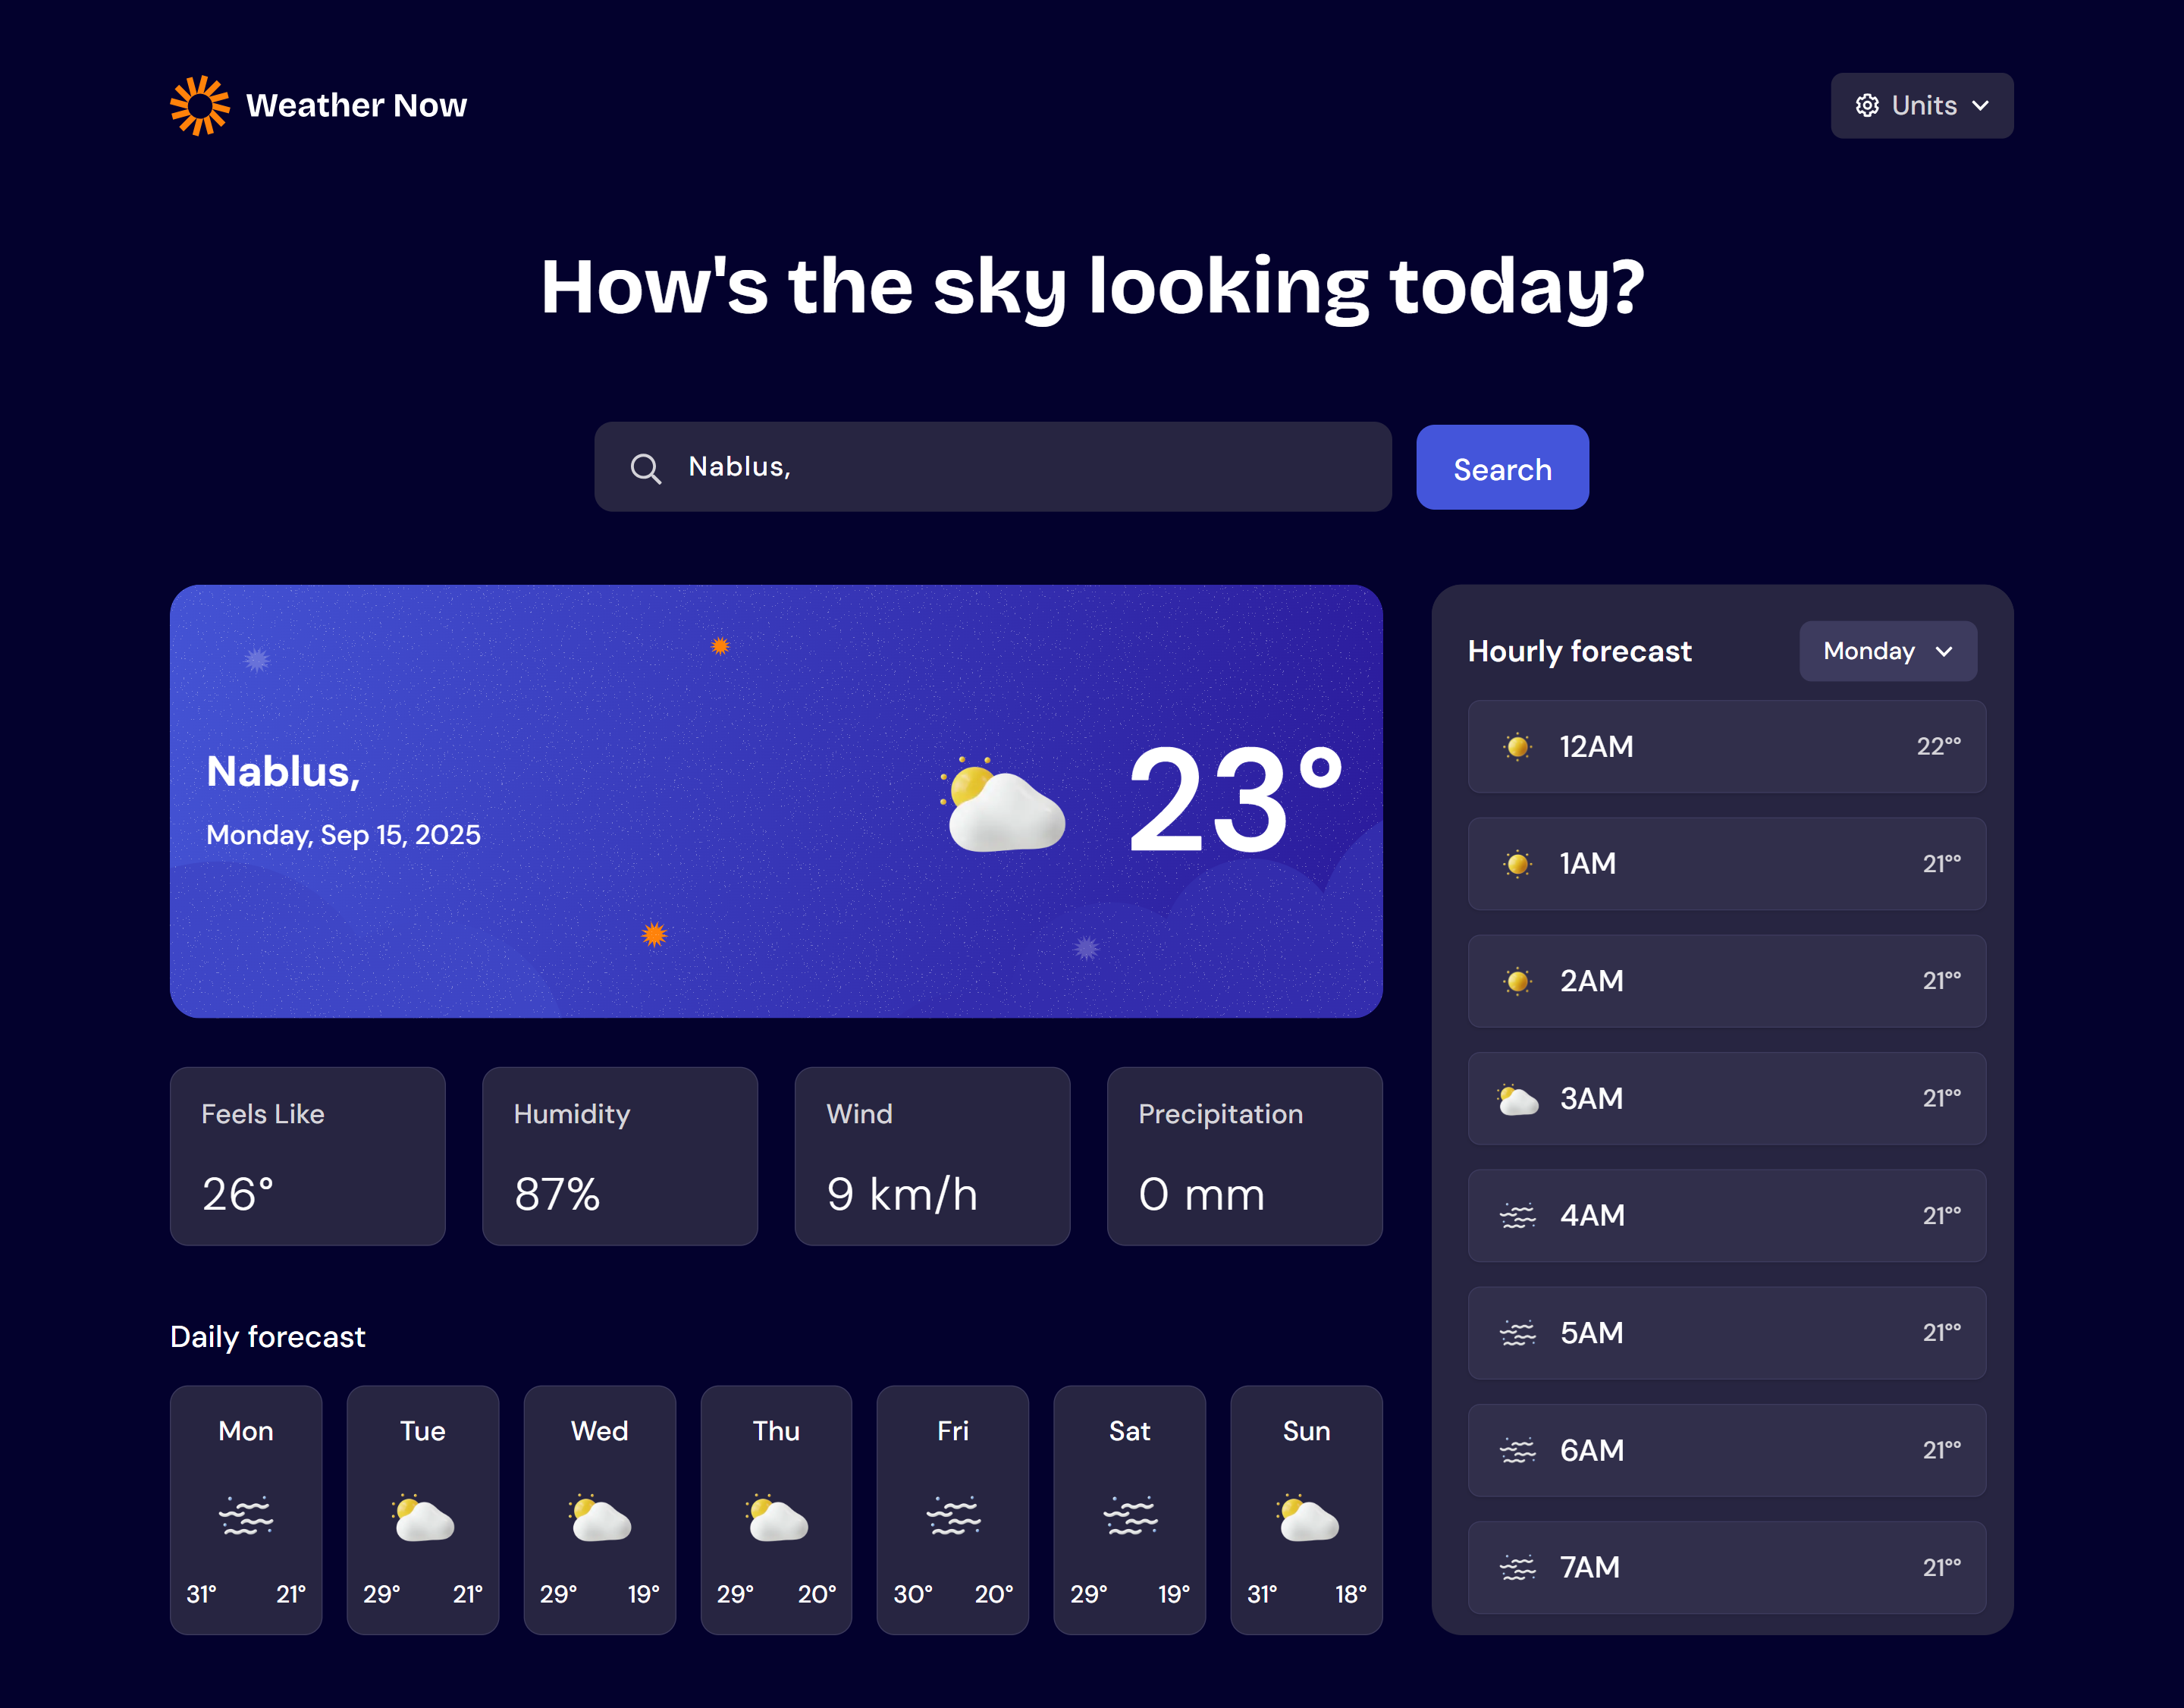 Weather Now
Units
How's the sky looking today?
Nablus,
Search
Nablus,
Monday, Sep 15, 2025
23°
Feels Like
26°
Humidity
87%
Wind
9 km/h
Precipitation
0 mm
Daily forecast
Mon
31° 21°
Tue
29° 21°
Wed
29° 19°
Thu
29° 20°
Fri
30° 20°
Sat
29° 19°
Sun
31° 18°
Hourly forecast
Monday
12AM 22°°
1AM 21°°
2AM 21°°
3AM 21°°
4AM 21°°
5AM 21°°
6AM 21°°
7AM 21°°